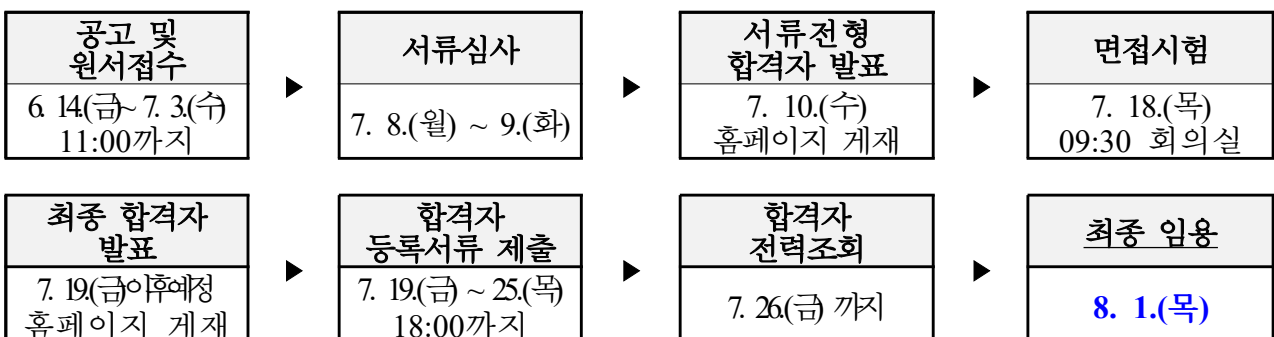 공고 및
원서접수
6. 14.(금)~ 7. 3.(수)
11:00까지
▶
서류심사
7. 8.(월) ~ 9.(화)
▶
서류전형
합격자 발표
7. 10.(수)
홈페이지 게재
▶
면접시험
7. 18.(목)
09:30 회의실
최종 합격자
발표
7. 19.(금)이후예정
홈페이지 게재
▶
합격자
등록서류 제출
7. 19.(금) ~ 25.(목)
18:00까지
▶
합격자
전력조회
7. 26.(금) 까지
▶
최종 임용
8. 1.(목)